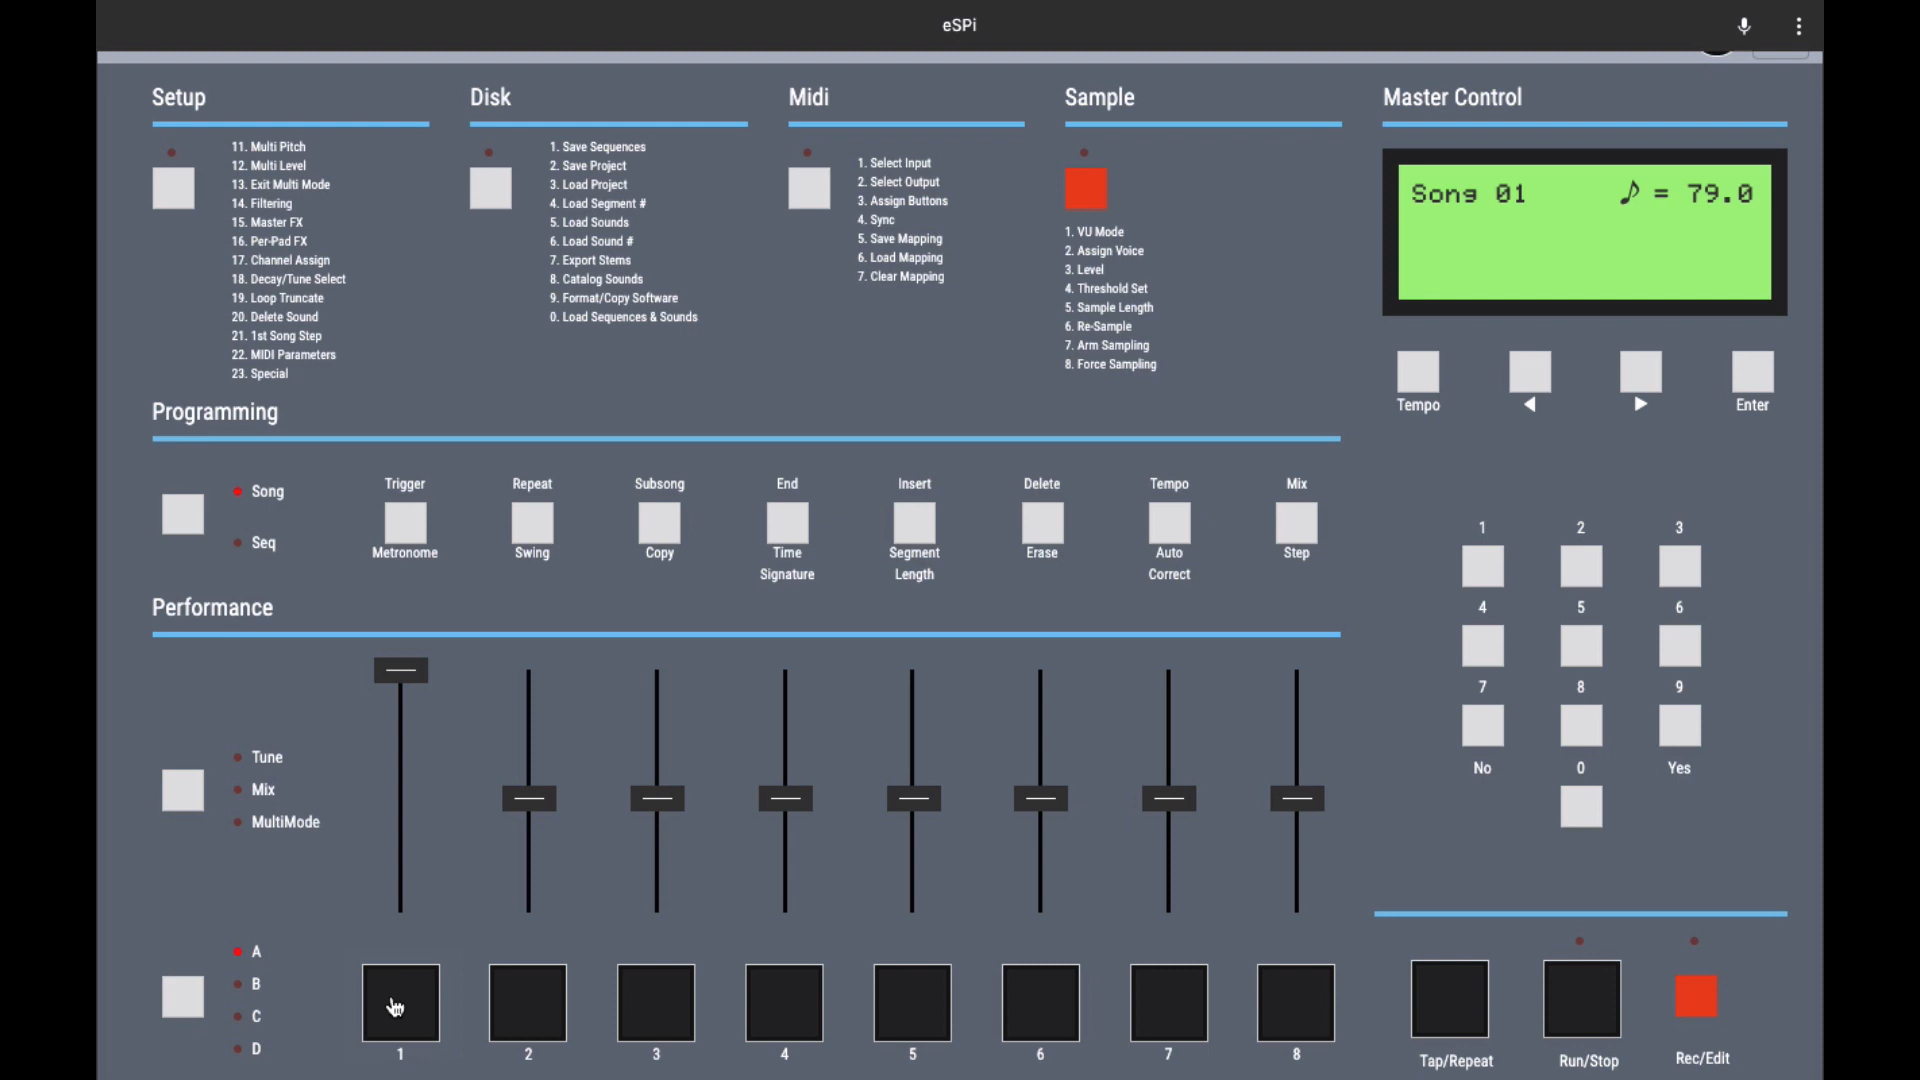 eSPi
Setup
11. Multi Pitch
12. Multi Level
13. Exit Multi Mode
14. Filtering
15. Master FX
16. Per-Pad FX
17. Channel Assign
18. Decay/Tune Select
19. Loop Truncate
20. Delete Sound
21. 1st Song Step
22. MIDI Parameters
23. Special
Disk
1. Save Sequences
2. Save Project
3. Load Project
4. Load Segment #
5. Load Sounds
6. Load Sound #
7. Export Stems
8. Catalog Sounds
9. Format/Copy Software
0. Load Sequences & Sounds
Midi
1. Select Input
2. Select Output
3. Assign Buttons
4. Sync
5. Save Mapping
6. Load Mapping
7. Clear Mapping
Sample
1. VU Mode
2. Assign Voice
3. Level
4. Threshold Set
5. Sample Length
6. Re-Sample
7. Arm Sampling
8. Force Sampling
Master Control
Song 01 ♪ = 79.0
Tempo ◀ ▶ Enter
Programming
Song
Seq
Trigger Repeat Subsong End Insert Delete Tempo Mix
Metronome Swing Copy Time Segment Erase Auto Step
Signature Length Correct
1 2 3
4 5 6
7 8 9
No 0 Yes
Performance
Tune
Mix
MultiMode
A
B
C
D
1 2 3 4 5 6 7 8
Tap/Repeat Run/Stop Rec/Edit